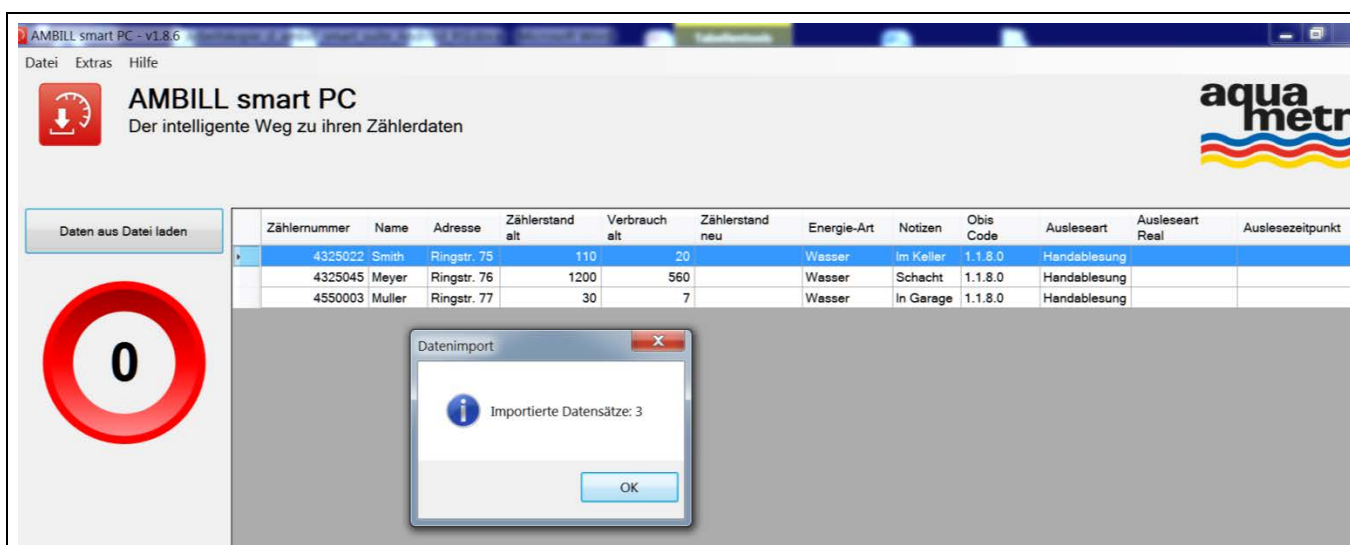 AMBILL smart PC - v1.8.6
Datei Extras Hilfe
AMBILL smart PC
Der intelligente Weg zu ihren Zählerdaten
aqua
metr
Daten aus Datei laden
Zählernummer Name Adresse Zählerstand alt Verbrauch alt Zählerstand neu Energie-Art Notizen Obis Code Ausleseart Ausleseart Real Auslesezeitpunkt
4325022 Smith Ringstr. 75 110 20 Wasser Im Keller 1.1.8.0 Handablesung
4325045 Meyer Ringstr. 76 1200 560 Wasser Schacht 1.1.8.0 Handablesung
4550003 Muller Ringstr. 77 30 7 Wasser In Garage 1.1.8.0 Handablesung
0
Datenimport
Importierte Datensätze: 3
OK